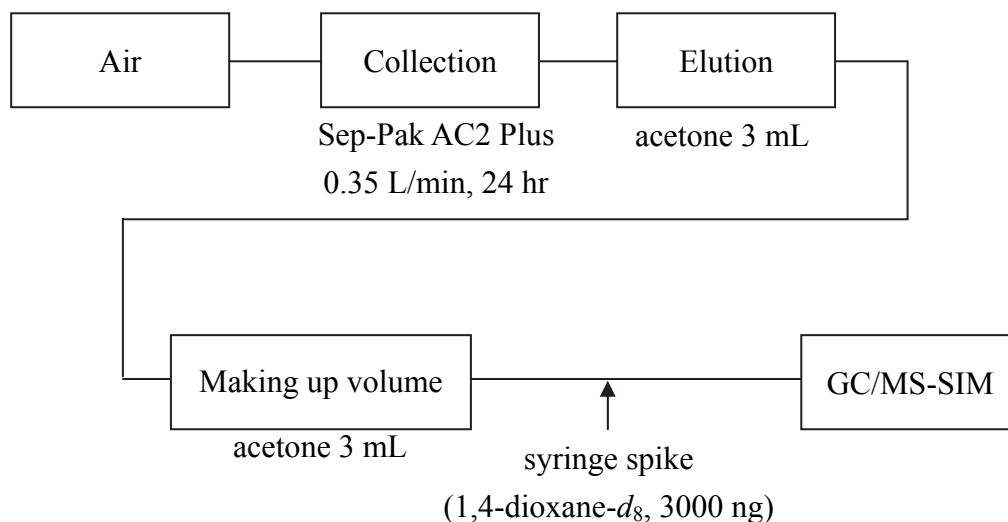 Air
Collection
Elution
Sep-Pak AC2 Plus
0.35 L/min, 24 hr
acetone 3 mL
Making up volume
GC/MS-SIM
acetone 3 mL
syringe spike
(1,4-dioxane-d₈, 3000 ng)